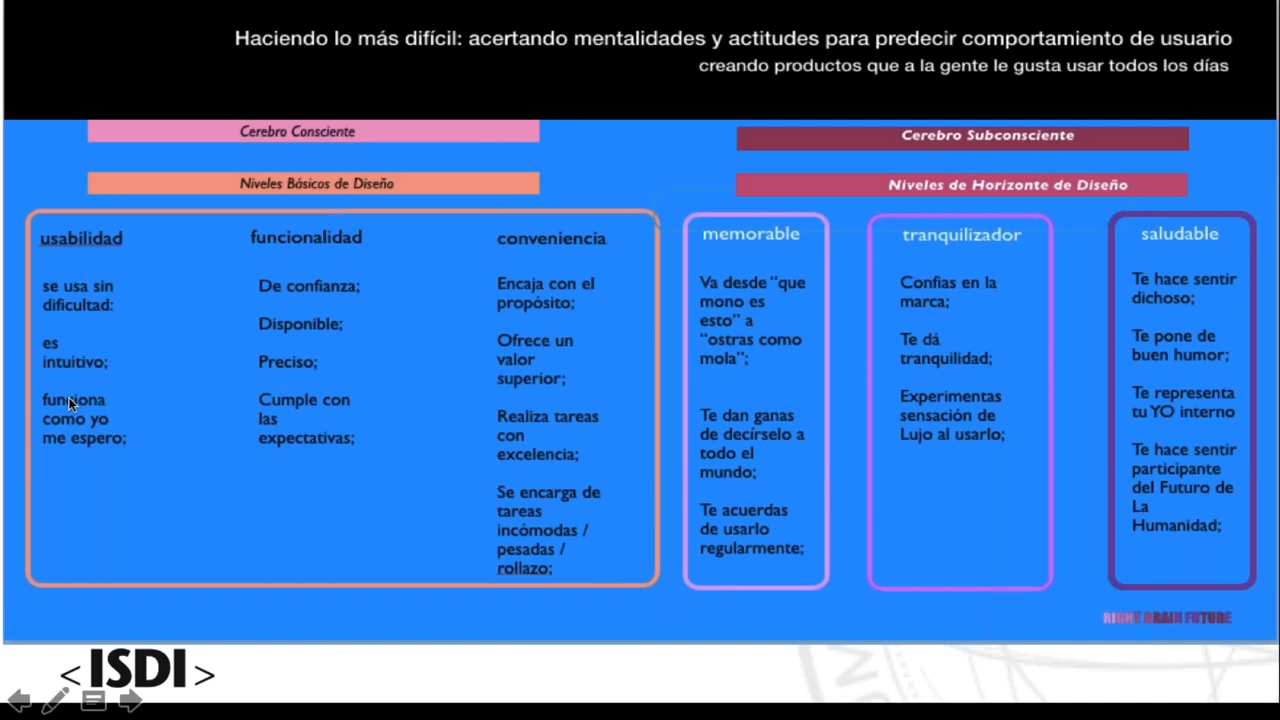 Haciendo lo más difícil: acertando mentalidades y actitudes para predecir comportamiento de usuario
creando productos que a la gente le gusta usar todos los días
Cerebro Consciente
Cerebro Subconsciente
Niveles Básicos de Diseño
Niveles de Horizonte de Diseño
usabilidad
se usa sin
dificultad:
es
intuitivo;
funciona
como yo
me espero;
funcionalidad
De confianza;
Disponible;
Preciso;
Cumple con
las
expectativas;
conveniencia
Encaja con el
propósito;
Ofrece un
valor
superior;
Realiza tareas
con
excelencia;
Se encarga de
tareas
incómodas /
pesadas /
rollazo;
memorable
Va desde “que
mono es
esto” a
“ostras como
mola”;
Te dan ganas
de decírselo a
todo el
mundo;
Te acuerdas
de usarlo
regularmente;
tranquilizador
Confias en la
marca;
Te dá
tranquilidad;
Experimentas
sensación de
Lujo al usarlo;
saludable
Te hace sentir
dichoso;
Te pone de
buen humor;
Te representa
tu YO interno
Te hace sentir
participante
del Futuro de
La
Humanidad;
RIGHT BRAIN FUTURE
<ISDI>